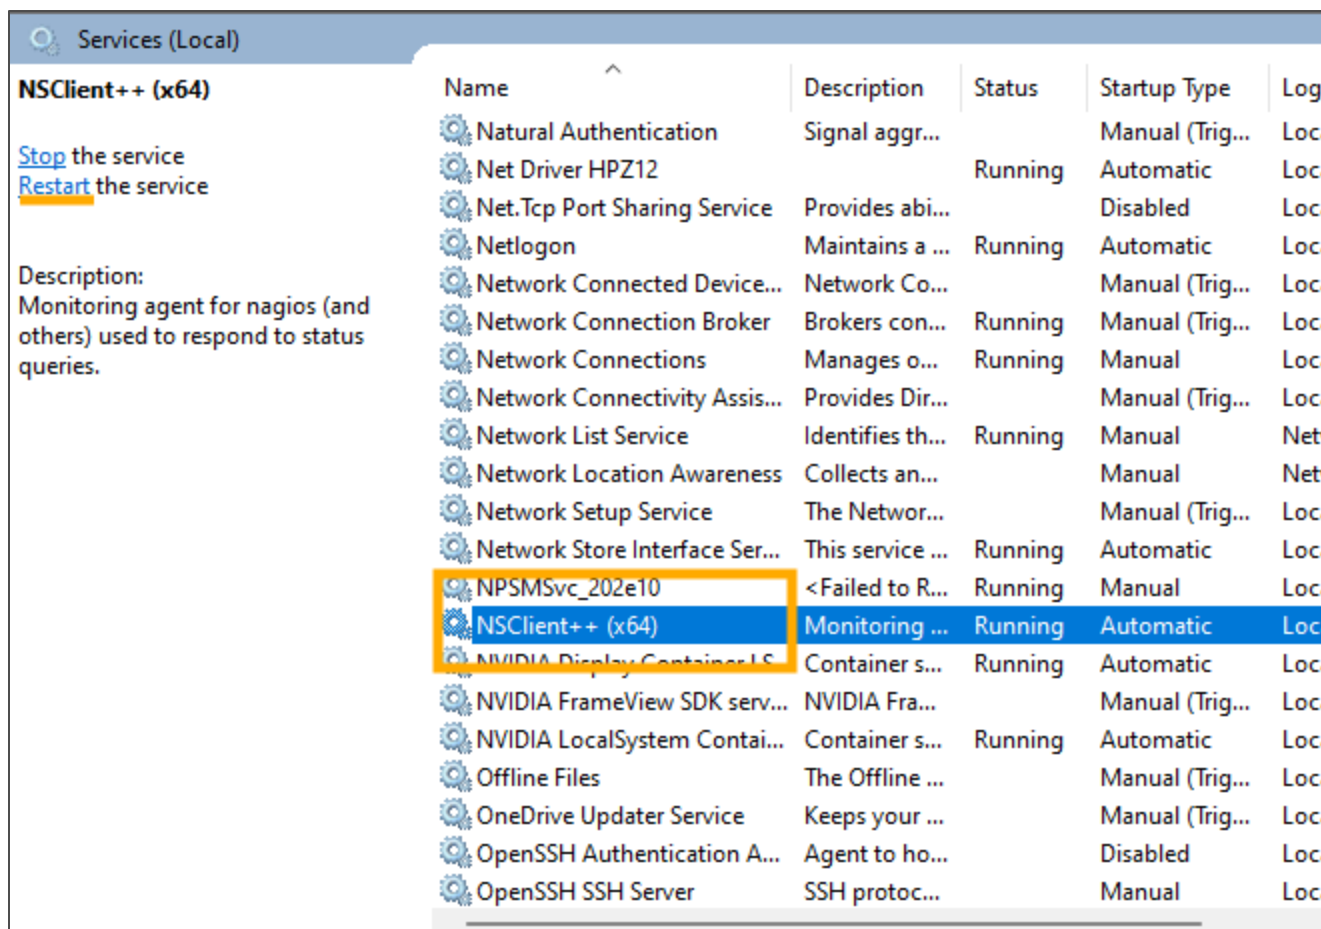 Services (Local)
NSClient++ (x64)
Stop the service
Restart the service
Description:
Monitoring agent for nagios (and
others) used to respond to status
queries.
Name Description Status Startup Type Log
Natural Authentication Signal aggr... Manual (Trig... Loc
Net Driver HPZ12 Running Automatic Loc
Net.Tcp Port Sharing Service Provides abi... Disabled Loc
Netlogon Maintains a ... Running Automatic Loc
Network Connected Device... Network Co... Manual (Trig... Loc
Network Connection Broker Brokers con... Running Manual (Trig... Loc
Network Connections Manages o... Running Manual Loc
Network Connectivity Assis... Provides Dir... Manual (Trig... Loc
Network List Service Identifies th... Running Manual Net
Network Location Awareness Collects an... Manual Net
Network Setup Service The Networ... Manual (Trig... Loc
Network Store Interface Ser... This service ... Running Automatic Loc
NPSMSvc_202e10 <Failed to R... Running Manual Loc
NSClient++ (x64) Monitoring ... Running Automatic Loc
NVIDIA Display Container LS Container s... Running Automatic Loc
NVIDIA FrameView SDK serv... NVIDIA Fra... Manual (Trig... Loc
NVIDIA LocalSystem Contai... Container s... Running Automatic Loc
Offline Files The Offline ... Manual (Trig... Loc
OneDrive Updater Service Keeps your ... Manual (Trig... Loc
OpenSSH Authentication A... Agent to ho... Disabled Loc
OpenSSH SSH Server SSH protoc... Manual Loc